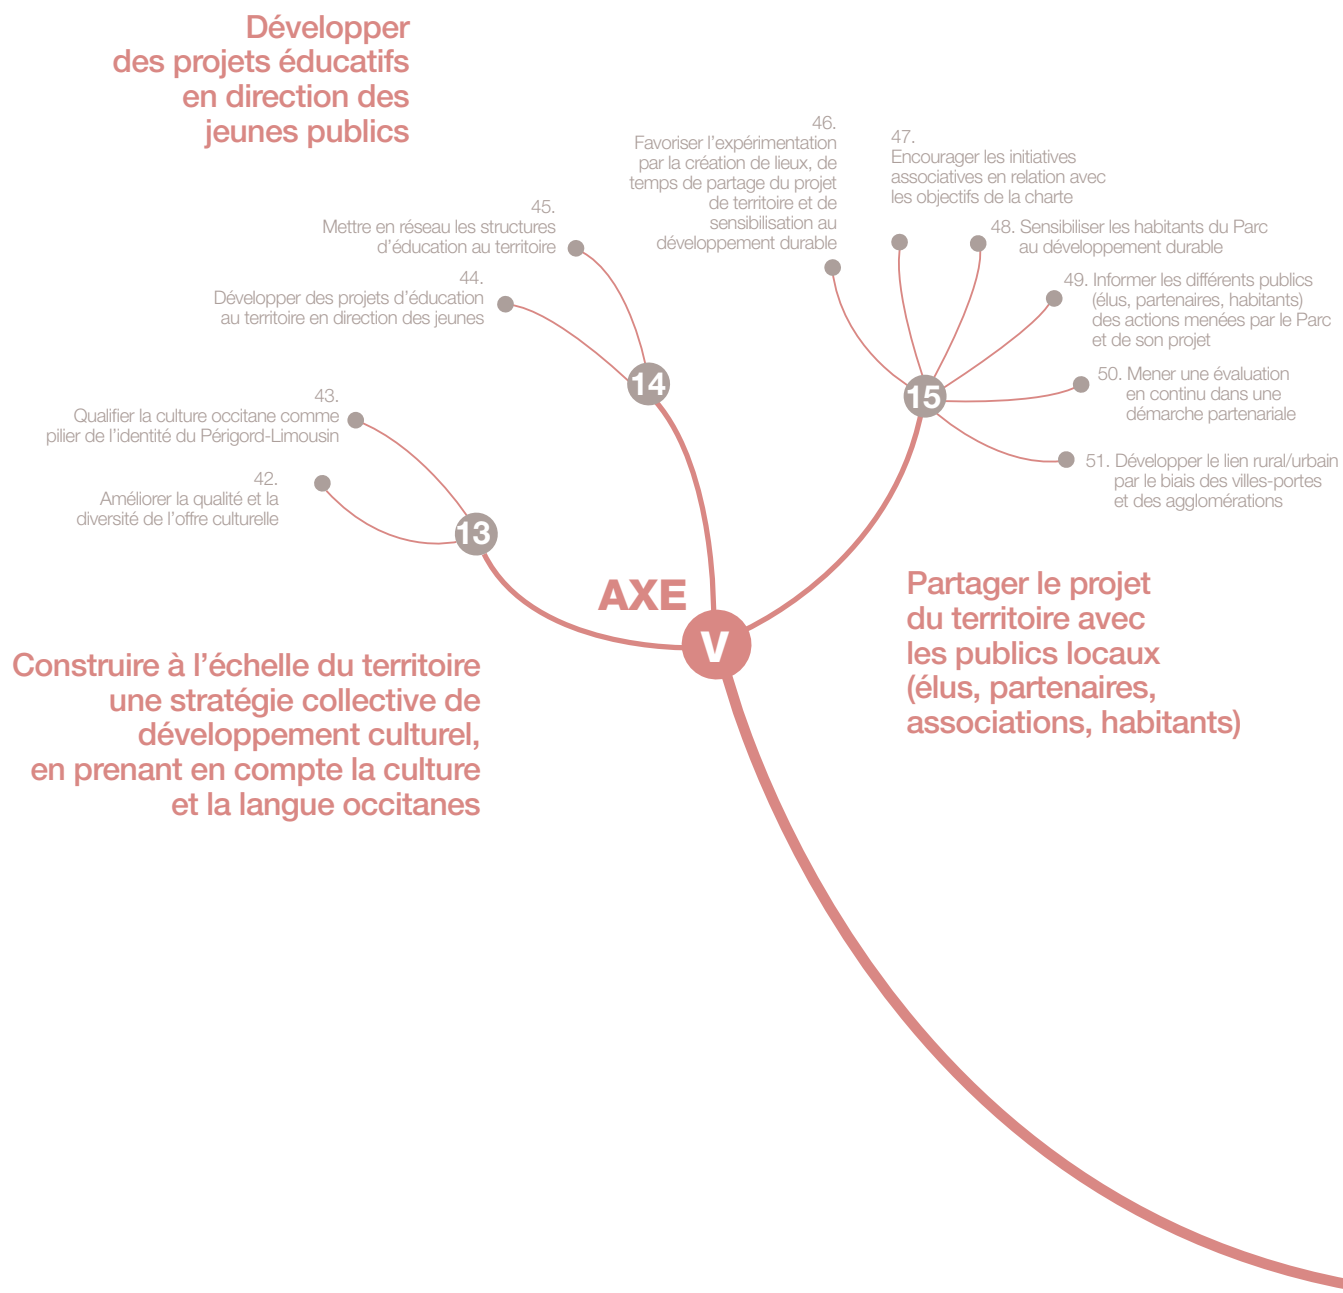 Développer
des projets éducatifs
en direction des
jeunes publics
46.
Favoriser l’expérimentation
par la création de lieux, de
temps de partage du projet
de territoire et de
sensibilisation au
développement durable
47.
Encourager les initiatives
associatives en relation avec
les objectifs de la charte
45.
Mettre en réseau les structures
d’éducation au territoire
48. Sensibiliser les habitants du Parc
au développement durable
44.
Développer des projets d’éducation
au territoire en direction des jeunes
49. Informer les différents publics
(élus, partenaires, habitants)
des actions menées par le Parc
et de son projet
14
15
50. Mener une évaluation
en continu dans une
démarche partenariale
43.
Qualifier la culture occitane comme
pilier de l’identité du Périgord-Limousin
51. Développer le lien rural/urbain
par le biais des villes-portes
et des agglomérations
42.
Améliorer la qualité et la
diversité de l’offre culturelle
13
AXE
V
Partager le projet
du territoire avec
les publics locaux
(élus, partenaires,
associations, habitants)
Construire à l’échelle du territoire
une stratégie collective de
développement culturel,
en prenant en compte la culture
et la langue occitanes